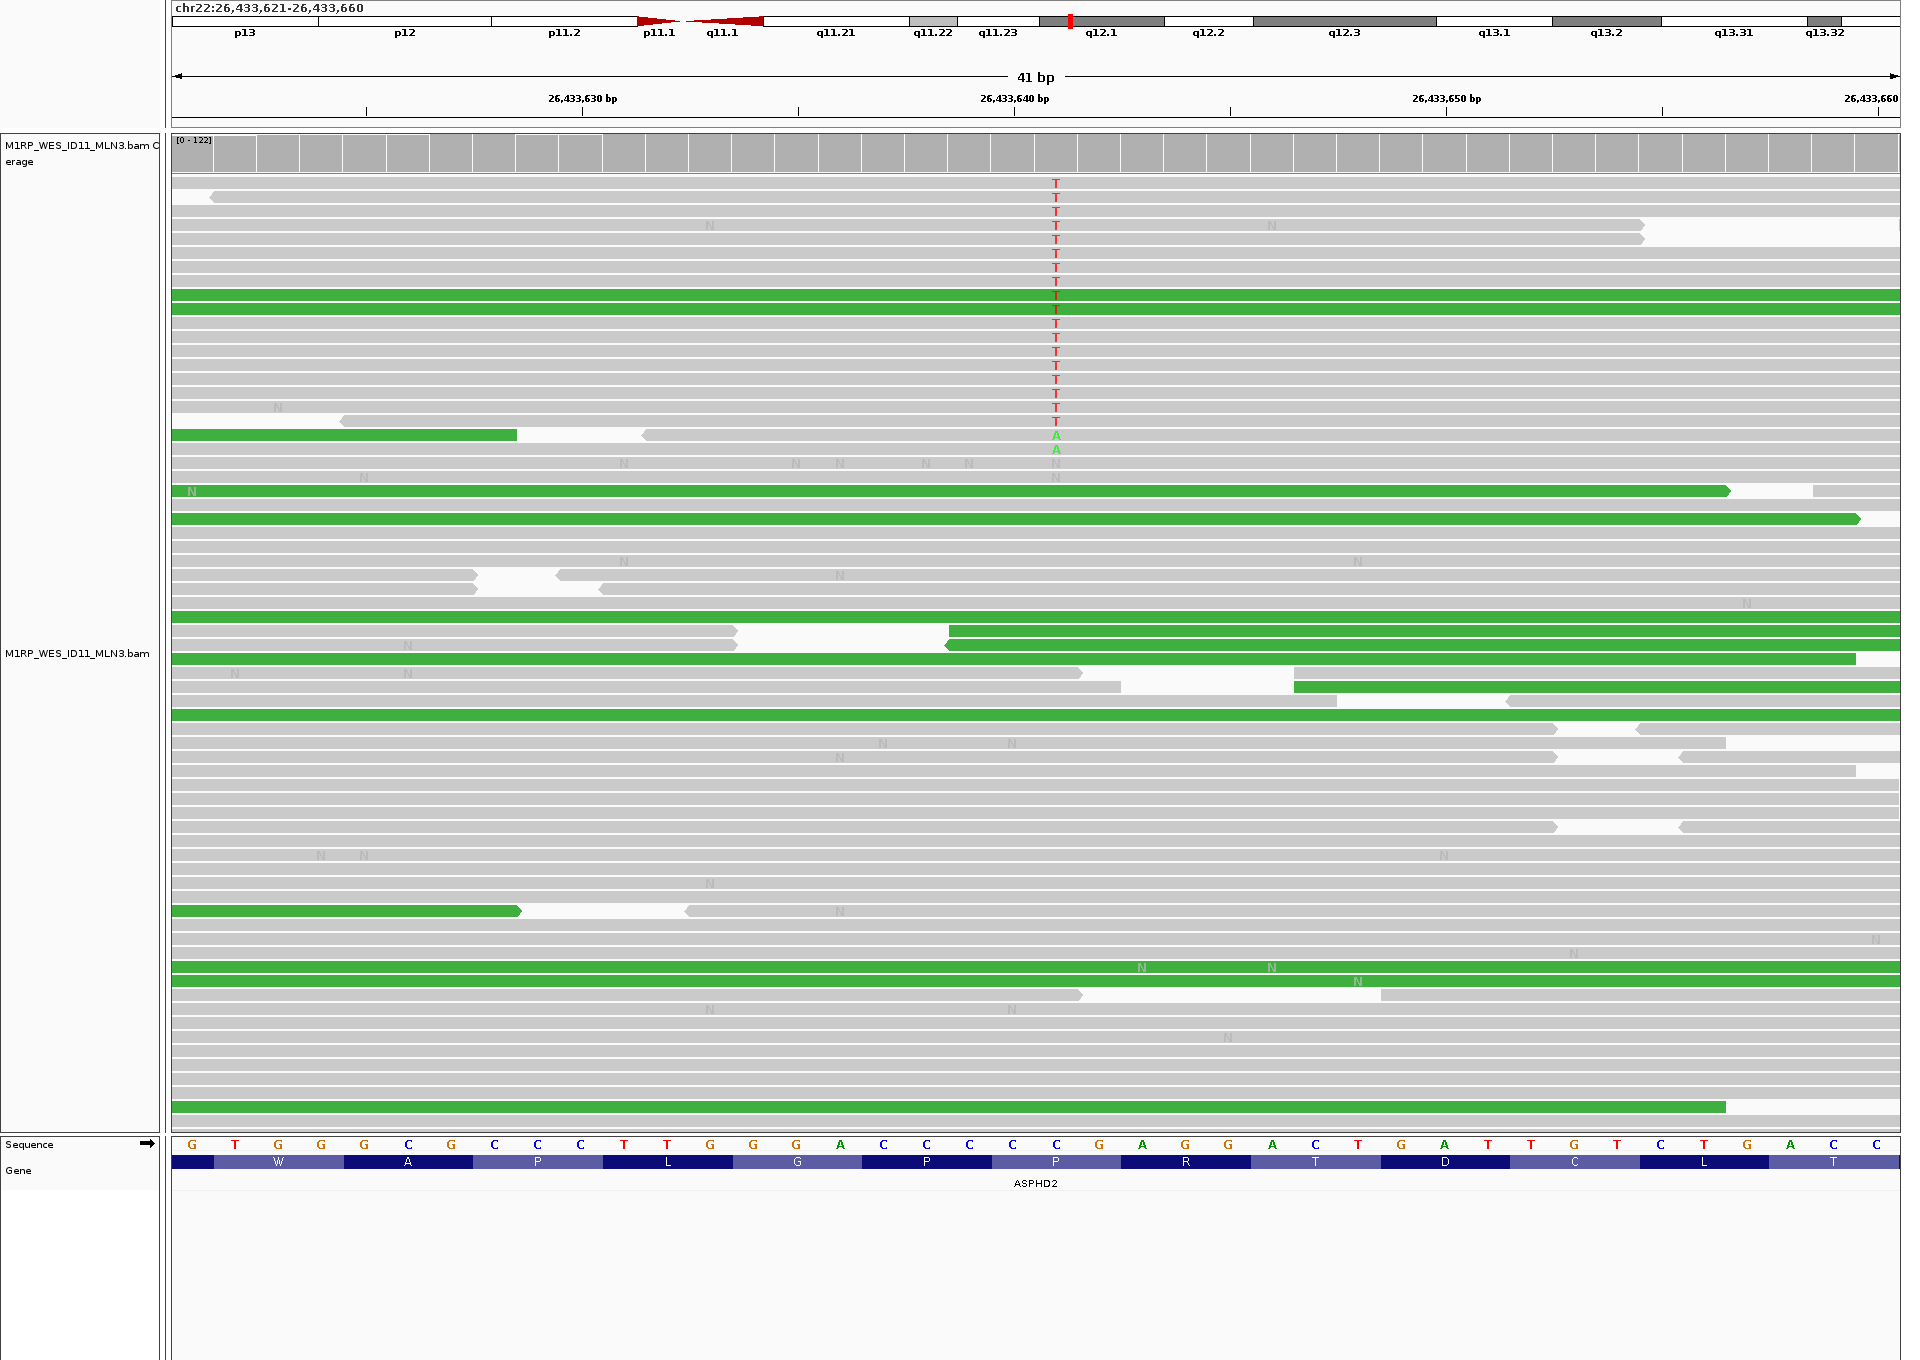 chr22:26,433,621-26,433,660
p13 p12 p11.2 p11.1 q11.1 q11.21 q11.22 q11.23 q12.1 q12.2 q12.3 q13.1 q13.2 q13.31 q13.32
41 bp
26,433,630 bp 26,433,640 bp 26,433,650 bp 26,433,660
M1RP_WES_ID11_MLN3.bam C
erage
[0 - 122]
T
T
T
T N N
T
T
T
T
T
T
T
T
T
T
T
T
T N
T
A
A
N N N N N N
N N
N
N N
N
N
N
M1RP_WES_ID11_MLN3.bam
N N
N N
N
N N N
N
N
N
N
N N
N
N N
N
Sequence G T G G G C G C C C T T G G G A C C C C C G A G G A C T G A T T G T C T G A C C
Gene W A P L G P P R T D C L T
ASPHD2